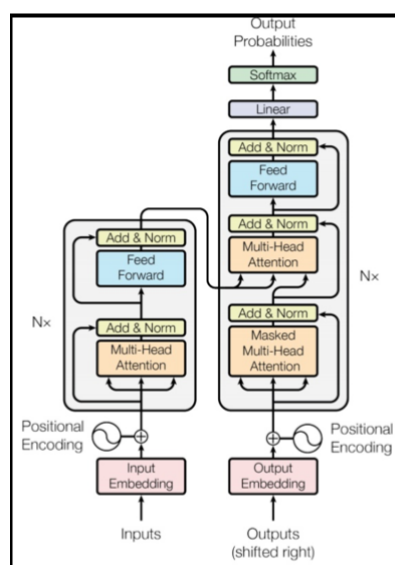 Output
Probabilities
Softmax
Linear
Add & Norm
Feed
Forward
Add & Norm
Multi-Head
Attention
Add & Norm
Masked
Multi-Head
Attention
Nx
Add & Norm
Feed
Forward
Nx
Add & Norm
Multi-Head
Attention
Positional
Encoding
Positional
Encoding
Input
Embedding
Output
Embedding
Inputs
Outputs
(shifted right)